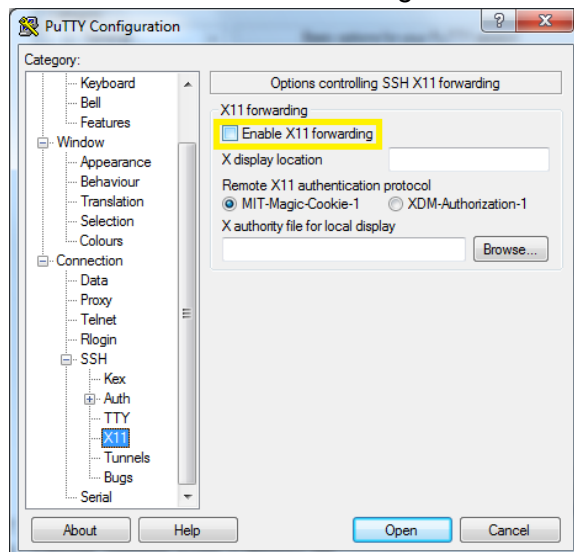 PuTTY Configuration
?
X
Category:
Keyboard
Bell
Features
Window
Appearance
Behaviour
Translation
Selection
Colours
Connection
Data
Proxy
Telnet
Rlogin
SSH
Kex
Auth
TTY
X11
Tunnels
Bugs
Serial
Options controlling SSH X11 forwarding
X11 forwarding
Enable X11 forwarding
X display location
Remote X11 authentication protocol
MIT-Magic-Cookie-1 XDM-Authorization-1
X authority file for local display
Browse...
About Help Open Cancel